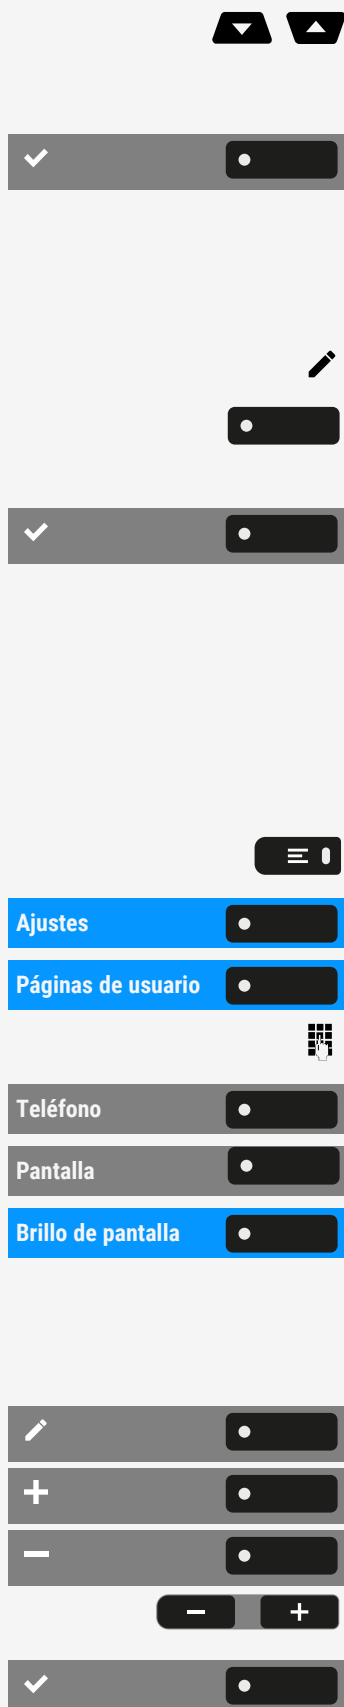 Ajustes
Páginas de usuario
Teléfono
Pantalla
Brillo de pantalla